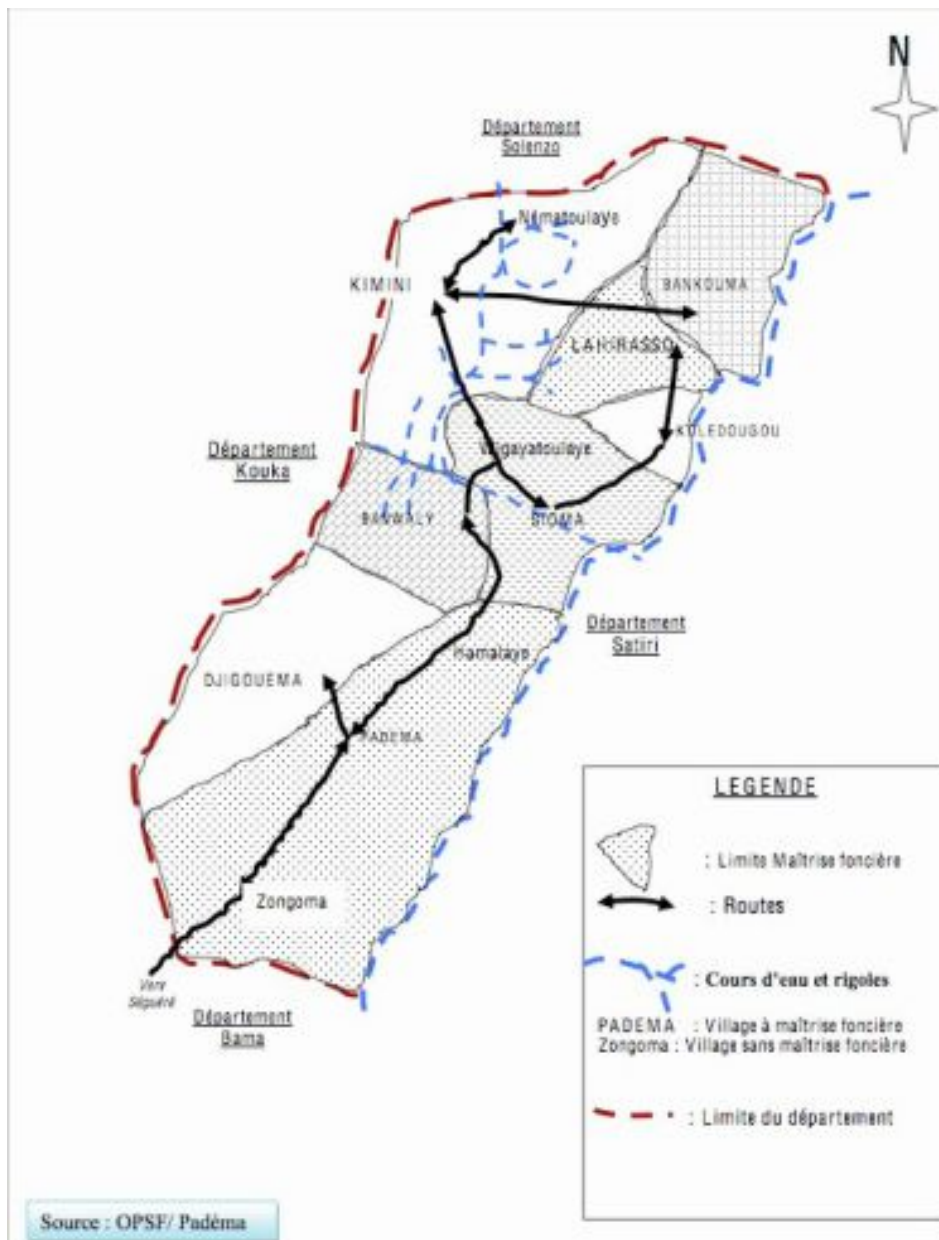 N
Département
Solenzo
Nématoulaye
KIMINI
BANKOUMA
LAHIRASSO
KOLEDOUGOU
Département
Kouka
BANWALY
SIOMA
Département
Satiri
Hamalaye
DJIGOUEMA
PADEMA
Zongoma
Vers
Séguéré
Département
Bama
LEGENDE
: Limite Maîtrise foncière
: Routes
: Cours d'eau et rigoles
PADEMA : Village à maîtrise foncière
Zongoma : Village sans maîtrise foncière
: Limite du département
Source : OPSF/ Padéma